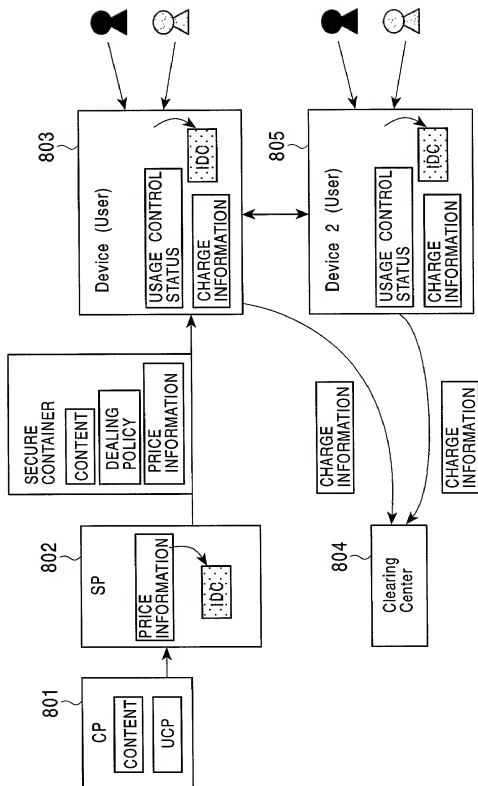 801
CP
CONTENT
UCP
802
SP
PRICE
INFORMATION
IDC
SECURE
CONTAINER
CONTENT
DEALING
POLICY
PRICE
INFORMATION
803
Device (User)
USAGE CONTROL
STATUS
IDC
CHARGE
INFORMATION
805
Device 2 (User)
USAGE CONTROL
STATUS
IDC
CHARGE
INFORMATION
CHARGE
INFORMATION
CHARGE
INFORMATION
804
Clearing
Center